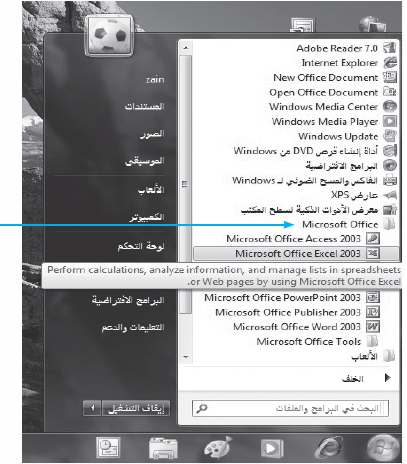 Adobe Reader 7.0
Internet Explorer
New Office Document
Open Office Document
Windows Media Center
Windows Media Player
Windows Update
أداة إنشاء قرص DVD من Windows
البرامج الافتراضية
الفاكس والمسح الضوئي لـ Windows
عارض XPS
معرض الأدوات الذكية لسطح المكتب
Microsoft Office
Microsoft Office Access 2003
Microsoft Office Excel 2003
Perform calculations, analyze information, and manage lists in spreadsheets
or Web pages by using Microsoft Office Excel.
Microsoft Office PowerPoint 2003
Microsoft Office Publisher 2003
Microsoft Office Word 2003
Microsoft Office Tools
الألعاب
الخلف
البحث في البرامج والملفات
zain
المستندات
الصور
الموسيقى
الألعاب
الكمبيوتر
لوحة التحكم
البرامج الافتراضية
التعليمات والدعم
إيقاف التشغيل